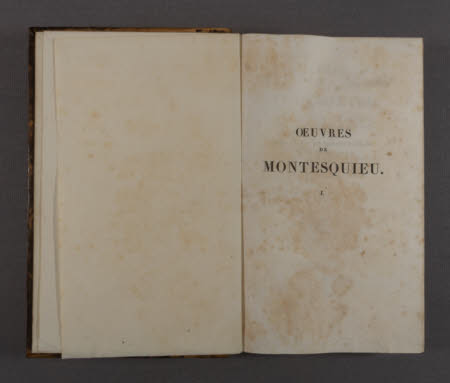 ŒUVRES
DE
MONTESQUIEU.
I.